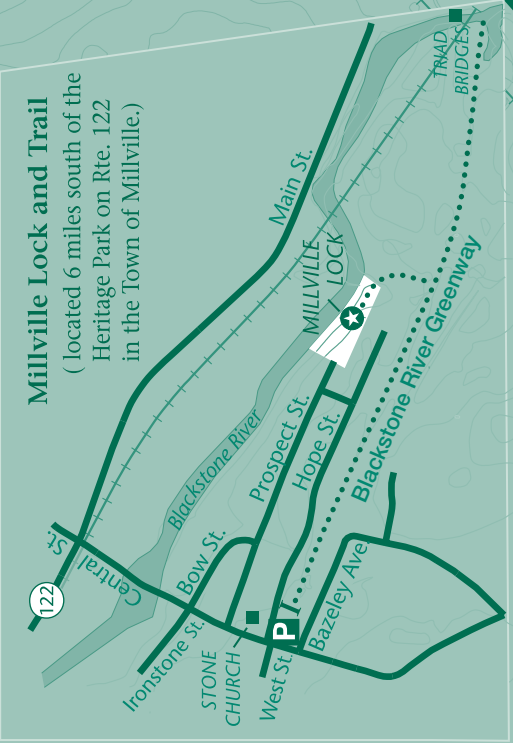 Millville Lock and Trail
( located 6 miles south of the
Heritage Park on Rte. 122
in the Town of Millville.)
TRIAD
BRIDGES
Main St.
MILLVILLE
LOCK
Blackstone River Greenway
Blackstone River
Prospect St.
Hope St.
122
Central St.
Bow St.
Ironstone St.
STONE
CHURCH
P
West St.
Bazeley Ave.